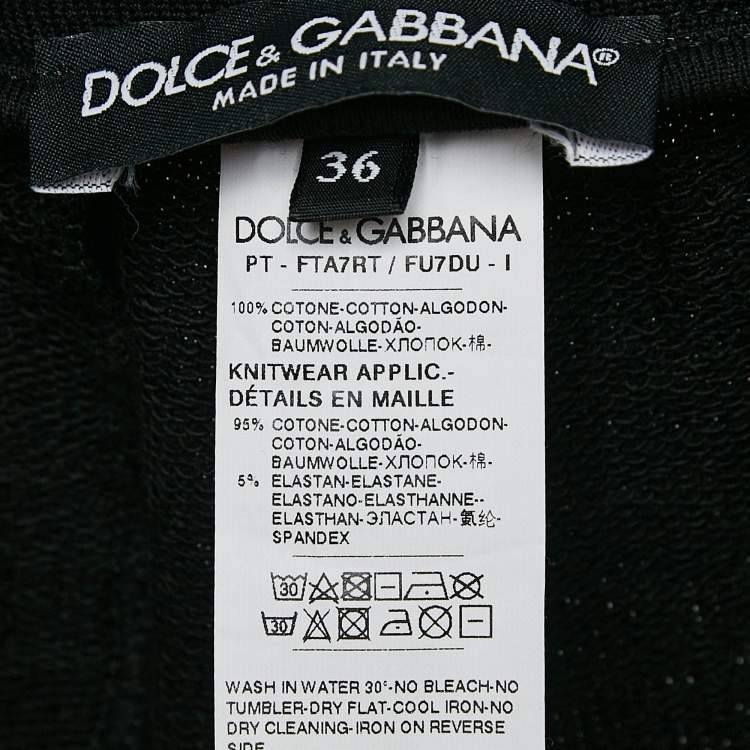 DOLCE & GABBANA®
MADE IN ITALY
36
DOLCE & GABBANA
PT - FTA7RT / FU7DU - I
100% COTONE-COTTON-ALGODON-
COTON-ALGODÃO-
BAUMWOLLE-ХЛОПОК-棉-
KNITWEAR APPLIC.-
DÉTAILS EN MAILLE
95% COTONE-COTTON-ALGODON-
COTON-ALGODÃO-
BAUMWOLLE-ХЛОПОК-棉-
5% ELASTAN-ELASTANE-
ELASTANO-ELASTHANNE--
ELASTHAN-ЭЛАСТАН-氨纶-
SPANDEX
30
30
WASH IN WATER 30°-NO BLEACH-NO
TUMBLER-DRY FLAT-COOL IRON-NO
DRY CLEANING-IRON ON REVERSE
SIDE